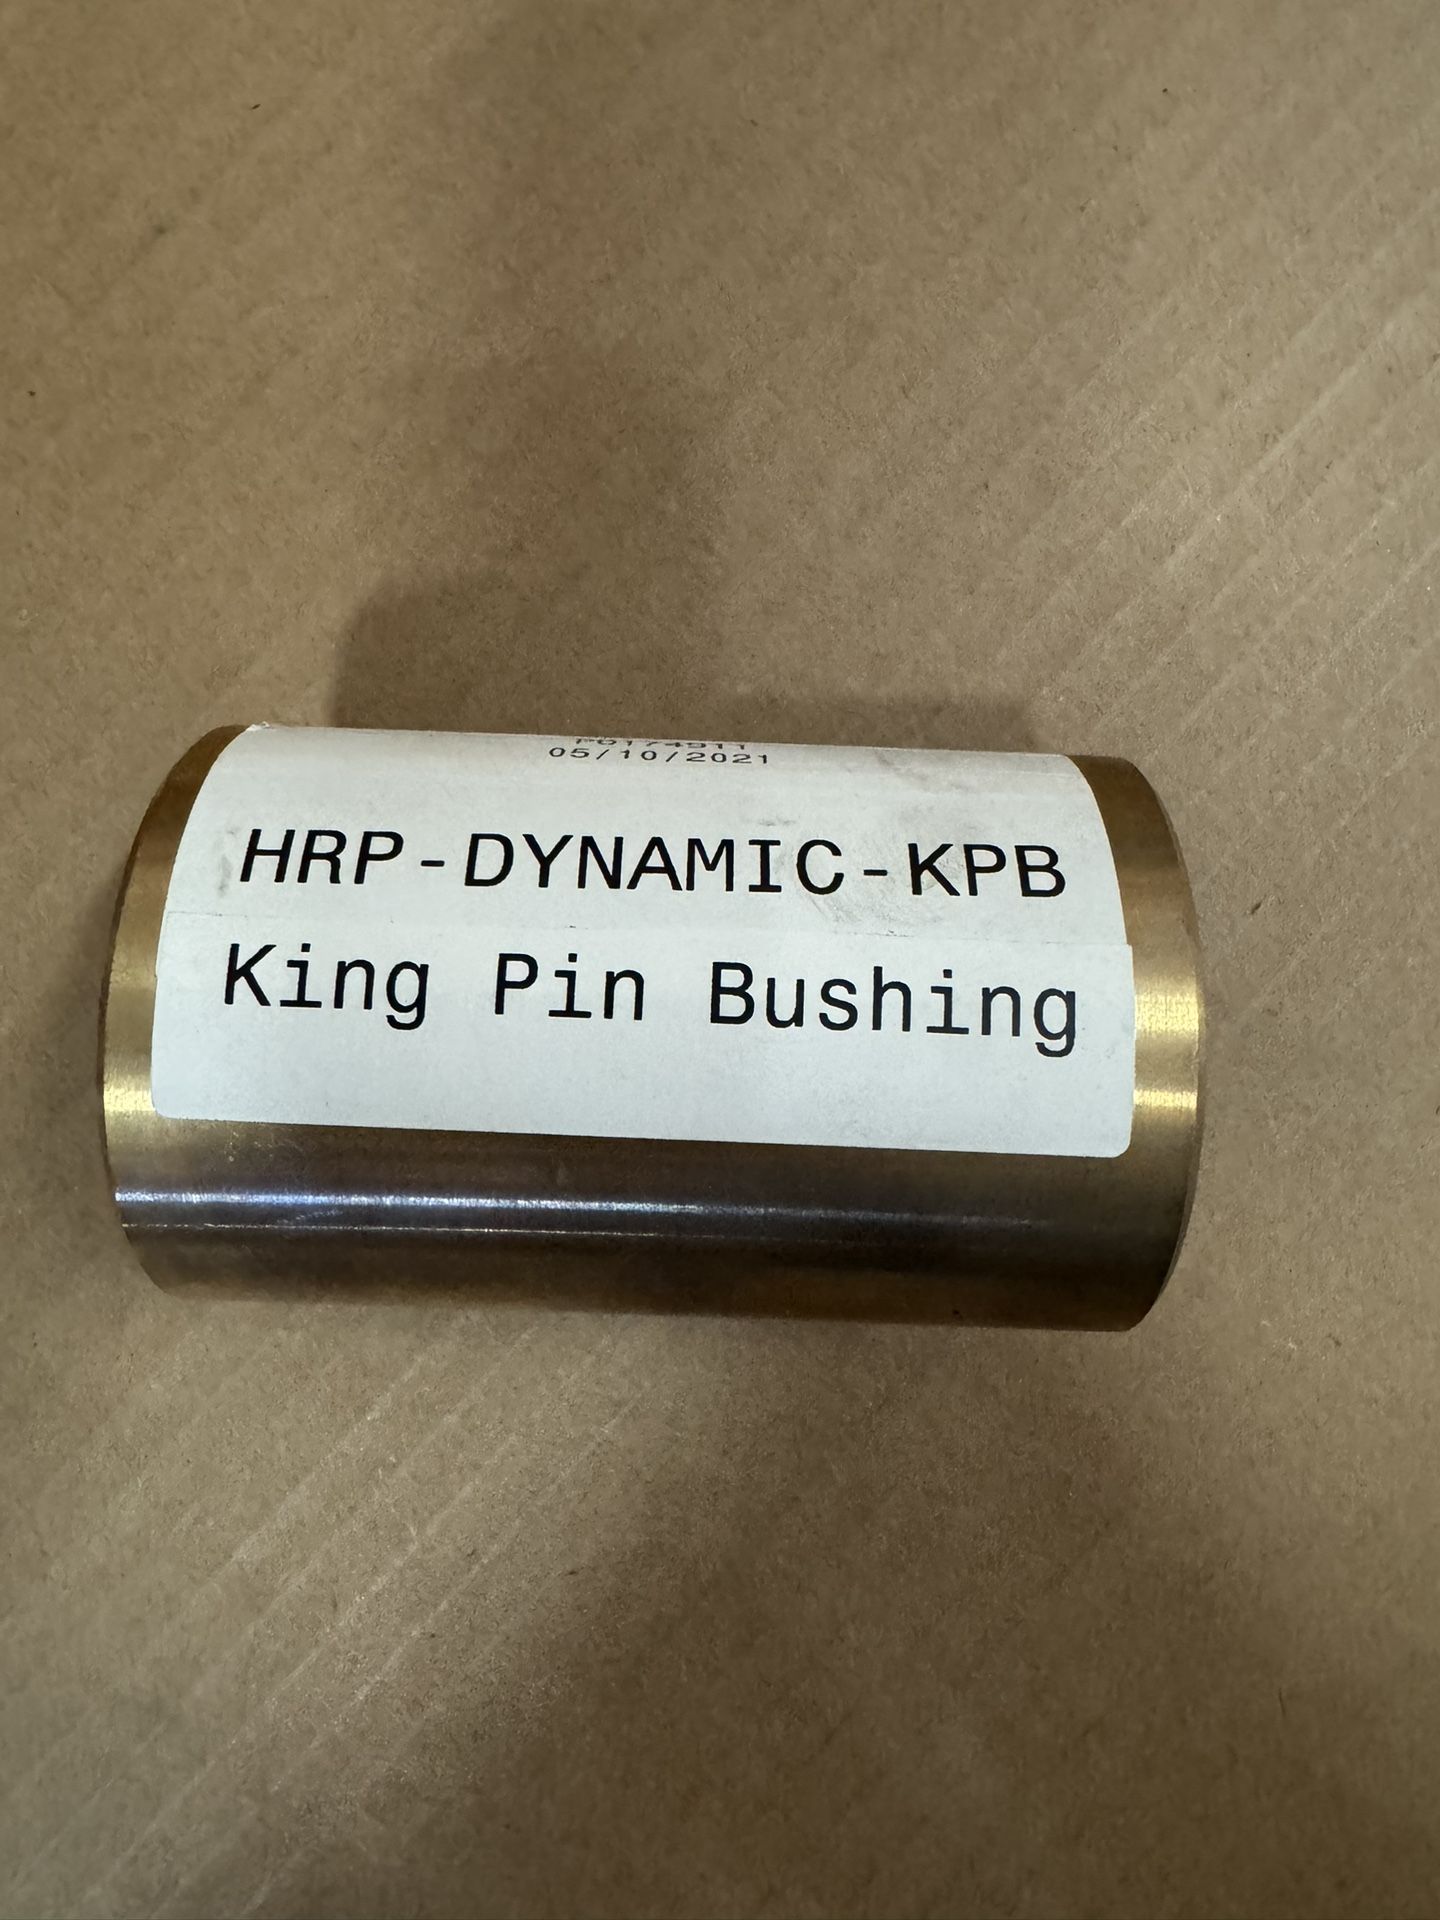 05/10/2021
HRP-DYNAMIC-KPB
King Pin Bushing